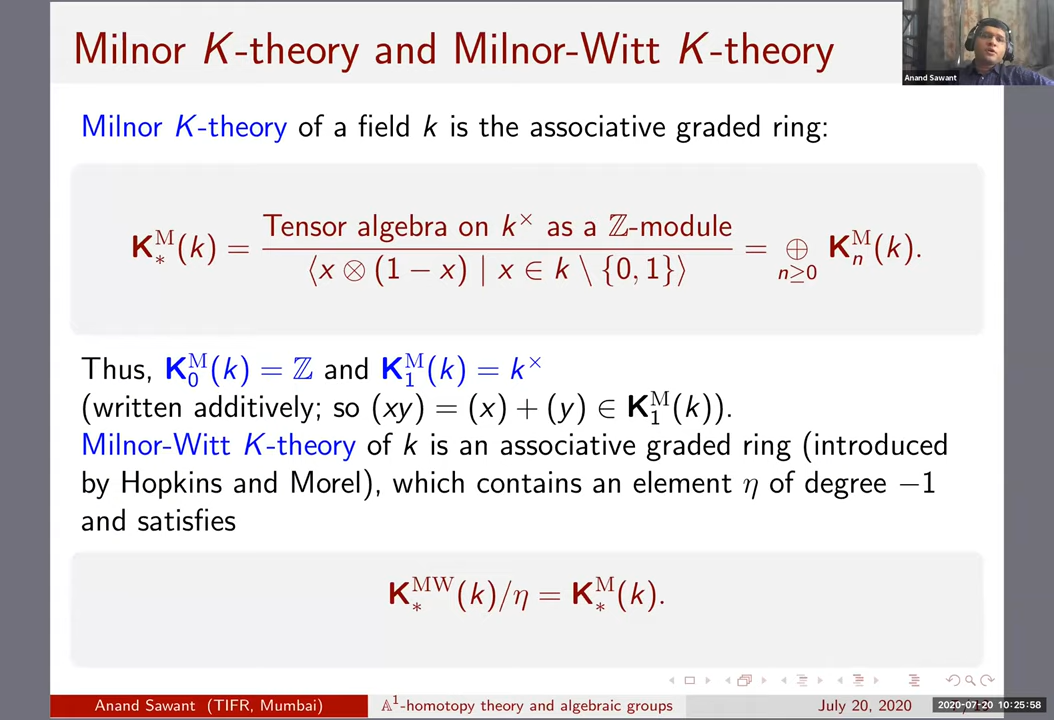 Milnor K-theory and Milnor-Witt K-theory
Anand Sawant
Milnor K-theory of a field k is the associative graded ring:
K^M_*(k) = Tensor algebra on k^× as a ℤ-module / ⟨x ⊗ (1 − x) | x ∈ k \ {0, 1}⟩ = ⊕_{n≥0} K^M_n(k).
Thus, K^M_0(k) = ℤ and K^M_1(k) = k^×
(written additively; so (xy) = (x) + (y) ∈ K^M_1(k)).
Milnor-Witt K-theory of k is an associative graded ring (introduced
by Hopkins and Morel), which contains an element η of degree −1
and satisfies
K^MW_*(k)/η = K^M_*(k).
Anand Sawant (TIFR, Mumbai)
𝔸^1-homotopy theory and algebraic groups
July 20, 2020
2020-07-20 10:25:58